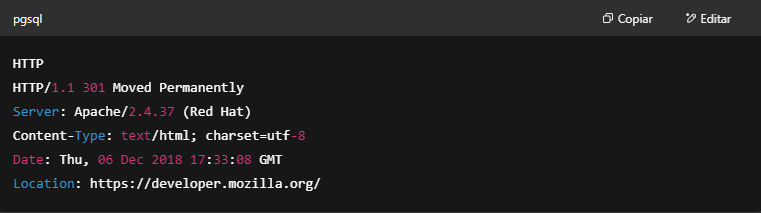 pgsql
Copiar
Editar
HTTP
HTTP/1.1 301 Moved Permanently
Server: Apache/2.4.37 (Red Hat)
Content-Type: text/html; charset=utf-8
Date: Thu, 06 Dec 2018 17:33:08 GMT
Location: https://developer.mozilla.org/